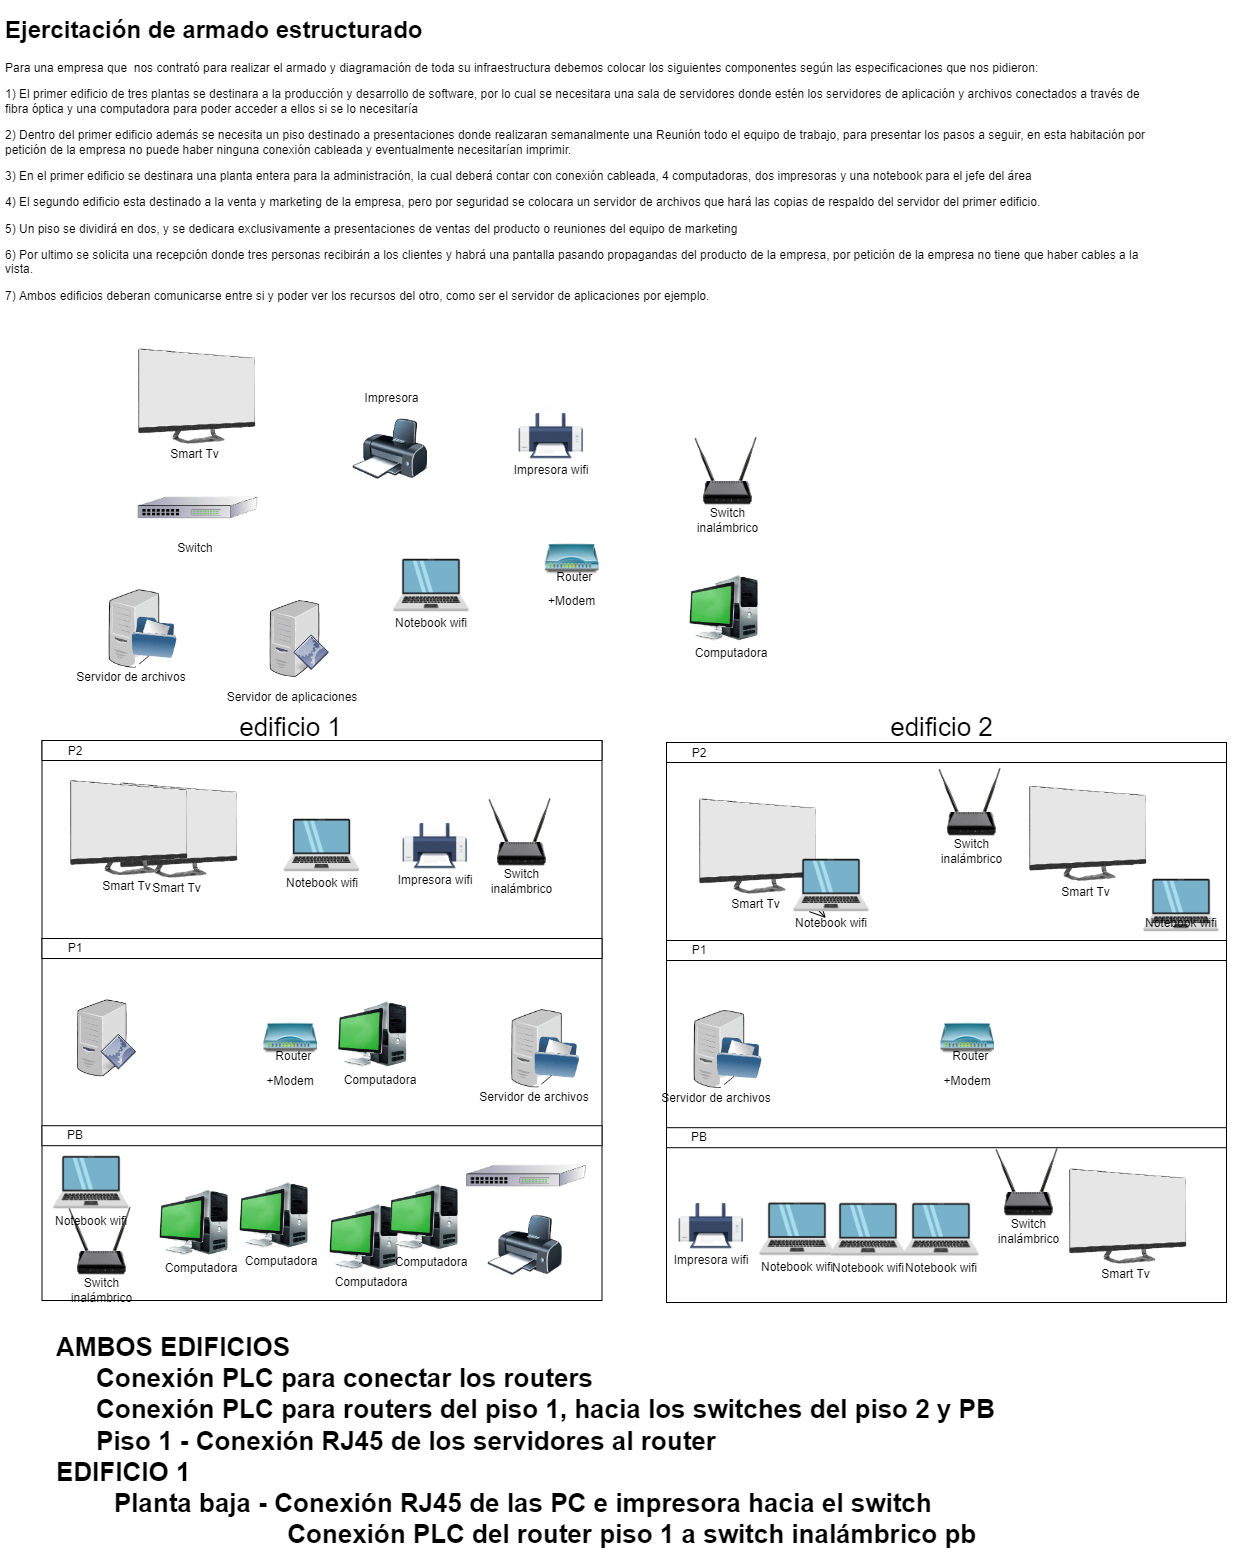 Ejercitación de armado estructurado
Para una empresa que  nos contrató para realizar el armado y diagramación de toda su infraestructura debemos colocar los siguientes componentes según las especificaciones que nos pidieron:
1) El primer edificio de tres plantas se destinara a la producción y desarrollo de software, por lo cual se necesitara una sala de servidores donde estén los servidores de aplicación y archivos conectados a través de
fibra óptica y una computadora para poder acceder a ellos si se lo necesitaría
2) Dentro del primer edificio además se necesita un piso destinado a presentaciones donde realizaran semanalmente una Reunión todo el equipo de trabajo, para presentar los pasos a seguir, en esta habitación por
petición de la empresa no puede haber ninguna conexión cableada y eventualmente necesitarían imprimir.
3) En el primer edificio se destinara una planta entera para la administración, la cual deberá contar con conexión cableada, 4 computadoras, dos impresoras y una notebook para el jefe del área
4) El segundo edificio esta destinado a la venta y marketing de la empresa, pero por seguridad se colocara un servidor de archivos que hará las copias de respaldo del servidor del primer edificio.
5) Un piso se dividirá en dos, y se dedicara exclusivamente a presentaciones de ventas del producto o reuniones del equipo de marketing
6) Por ultimo se solicita una recepción donde tres personas recibirán a los clientes y habrá una pantalla pasando propagandas del producto de la empresa, por petición de la empresa no tiene que haber cables a la
vista.
7) Ambos edificios deberan comunicarse entre si y poder ver los recursos del otro, como ser el servidor de aplicaciones por ejemplo.
Impresora
Smart Tv
Impresora wifi
Switch
inalámbrico
Switch
Router
+Modem
Notebook wifi
Computadora
Servidor de archivos
Servidor de aplicaciones
edificio 1
P2
Smart Tv
Smart Tv
Notebook wifi
Impresora wifi
Switch
inalámbrico
P1
Router
+Modem
Computadora
Servidor de archivos
PB
Notebook wifi
Switch
inalámbrico
Computadora
Computadora
Computadora
Computadora
edificio 2
P2
Smart Tv
Notebook wifi
Switch
inalámbrico
Smart Tv
Notebook wifi
P1
Servidor de archivos
Router
+Modem
PB
Impresora wifi
Notebook wifi
Notebook wifi
Notebook wifi
Switch
inalámbrico
Smart Tv
AMBOS EDIFICIOS
Conexión PLC para conectar los routers
Conexión PLC para routers del piso 1, hacia los switches del piso 2 y PB
Piso 1 - Conexión RJ45 de los servidores al router
EDIFICIO 1
Planta baja - Conexión RJ45 de las PC e impresora hacia el switch
Conexión PLC del router piso 1 a switch inalámbrico pb